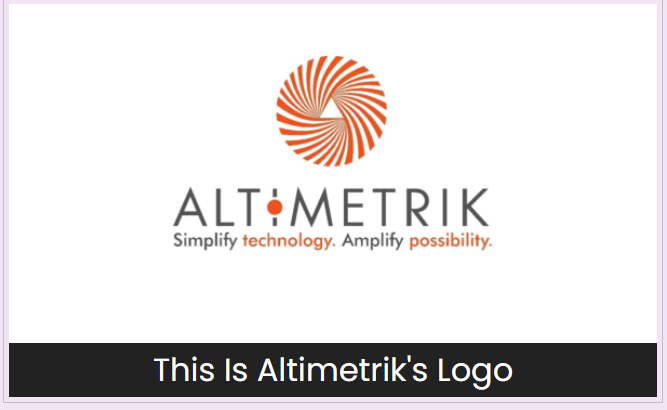 ALTIMETRIK
Simplify technology. Amplify possibility.
This Is Altimetrik's Logo